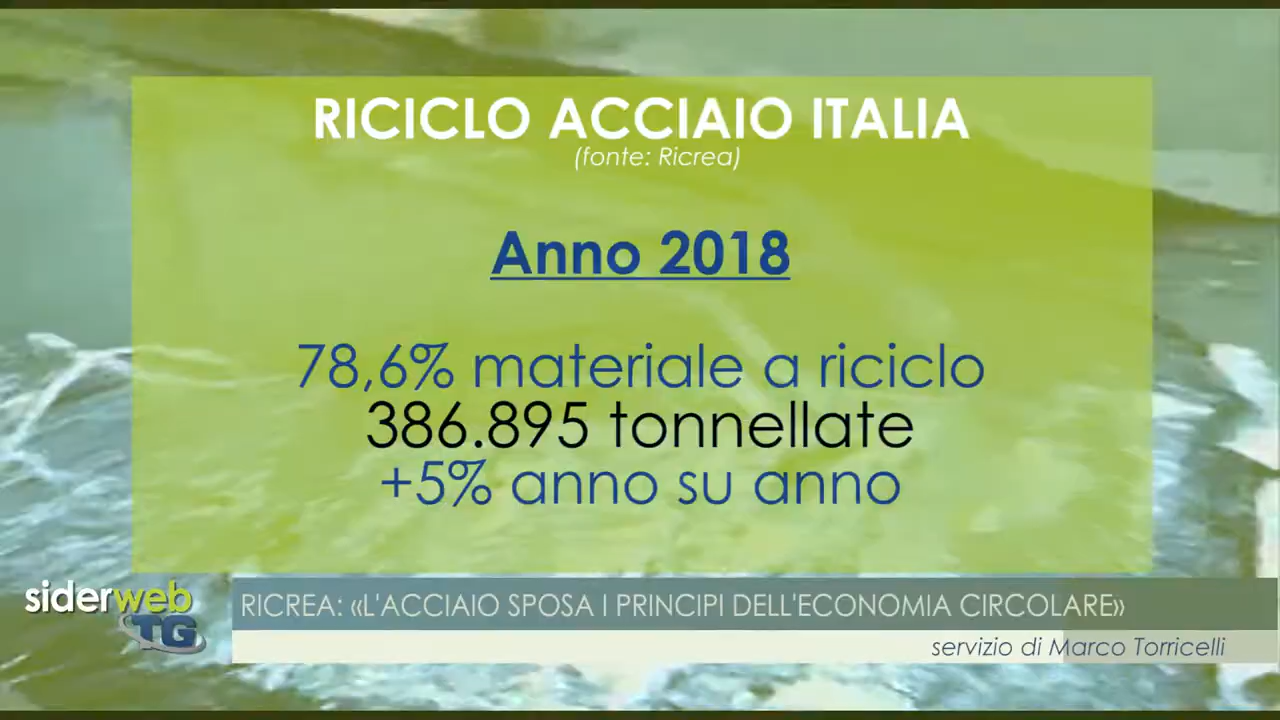 RICICLO ACCIAIO ITALIA
(fonte: Ricrea)
Anno 2018
78,6% materiale a riciclo
386.895 tonnellate
+5% anno su anno
siderweb
TG
RICREA: «L'ACCIAIO SPOSA I PRINCIPI DELL'ECONOMIA CIRCOLARE»
servizio di Marco Torricelli